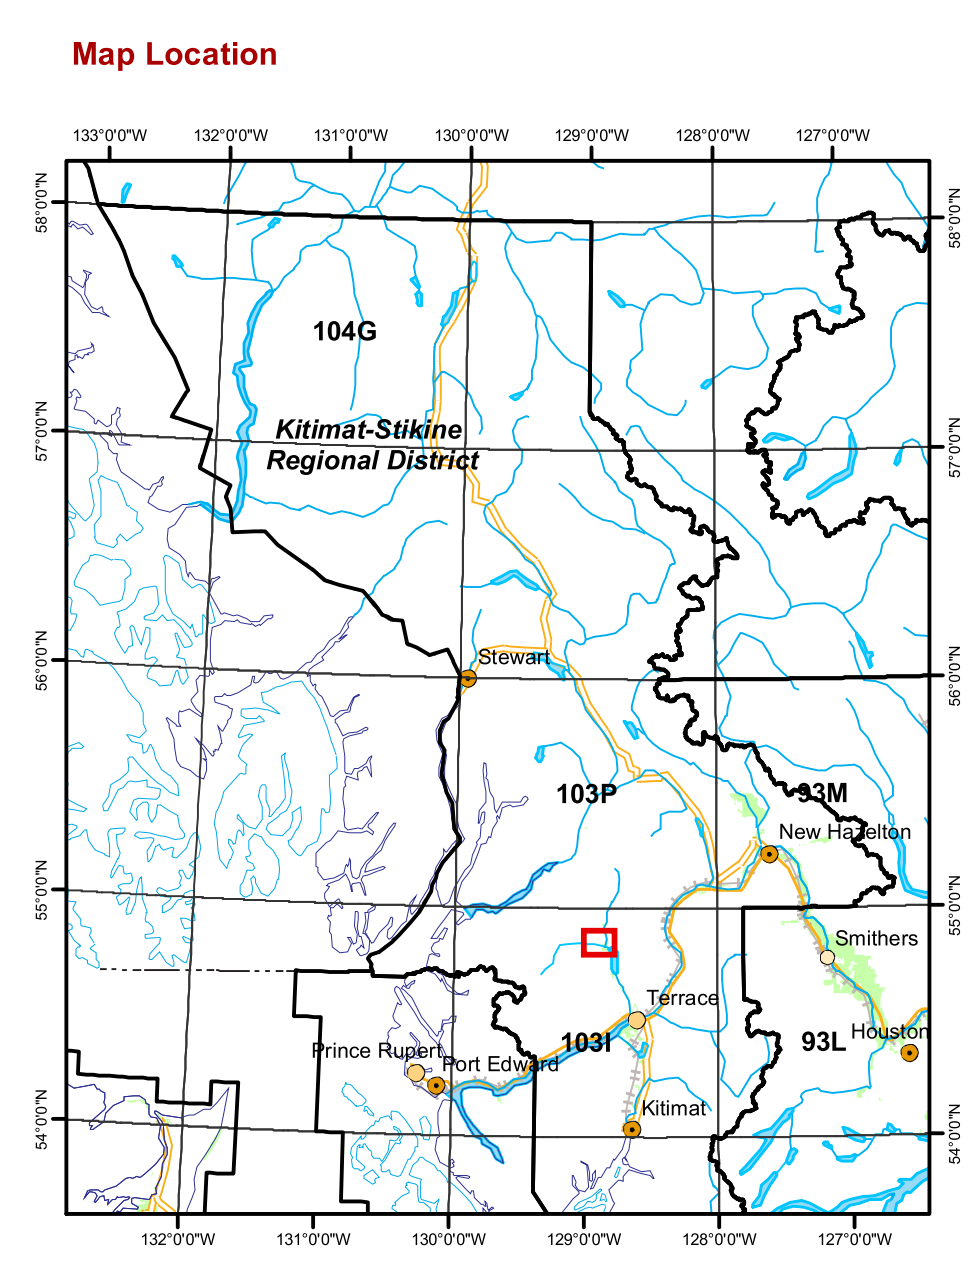 Map Location
133°0'0"W 132°0'0"W 131°0'0"W 130°0'0"W 129°0'0"W 128°0'0"W 127°0'0"W
58°0'0"N
58°0'0"N
104G
Kitimat-Stikine
Regional District
57°0'0"N
57°0'0"N
Stewart
56°0'0"N
56°0'0"N
103P
93M
New Hazelton
55°0'0"N
55°0'0"N
Smithers
Terrace
103I
93L
Houston
Prince Rupert
Port Edward
Kitimat
54°0'0"N
54°0'0"N
132°0'0"W 131°0'0"W 130°0'0"W 129°0'0"W 128°0'0"W 127°0'0"W